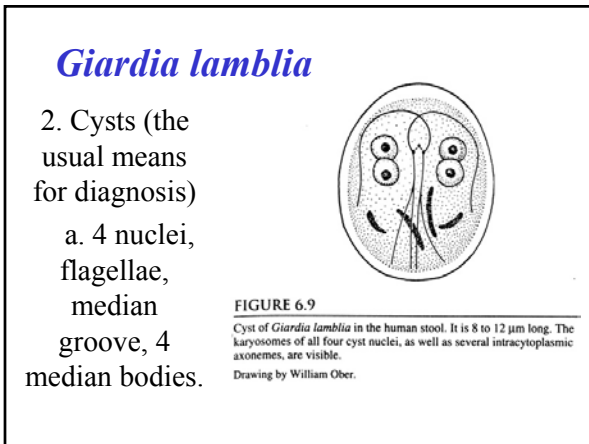 Giardia lamblia
2. Cysts (the
usual means
for diagnosis)
a. 4 nuclei,
flagellae,
median
groove, 4
median bodies.
FIGURE 6.9
Cyst of Giardia lamblia in the human stool. It is 8 to 12 µm long. The
karyosomes of all four cyst nuclei, as well as several intracytoplasmic
axonemes, are visible.
Drawing by William Ober.